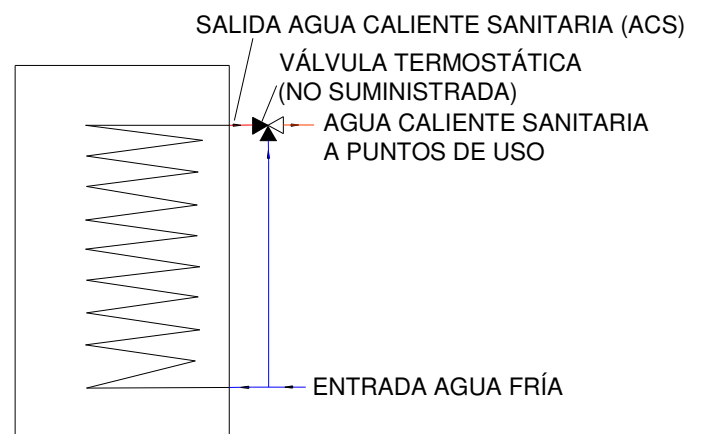 SALIDA AGUA CALIENTE SANITARIA (ACS)
VÁLVULA TERMOSTÁTICA
(NO SUMINISTRADA)
AGUA CALIENTE SANITARIA
A PUNTOS DE USO
ENTRADA AGUA FRÍA